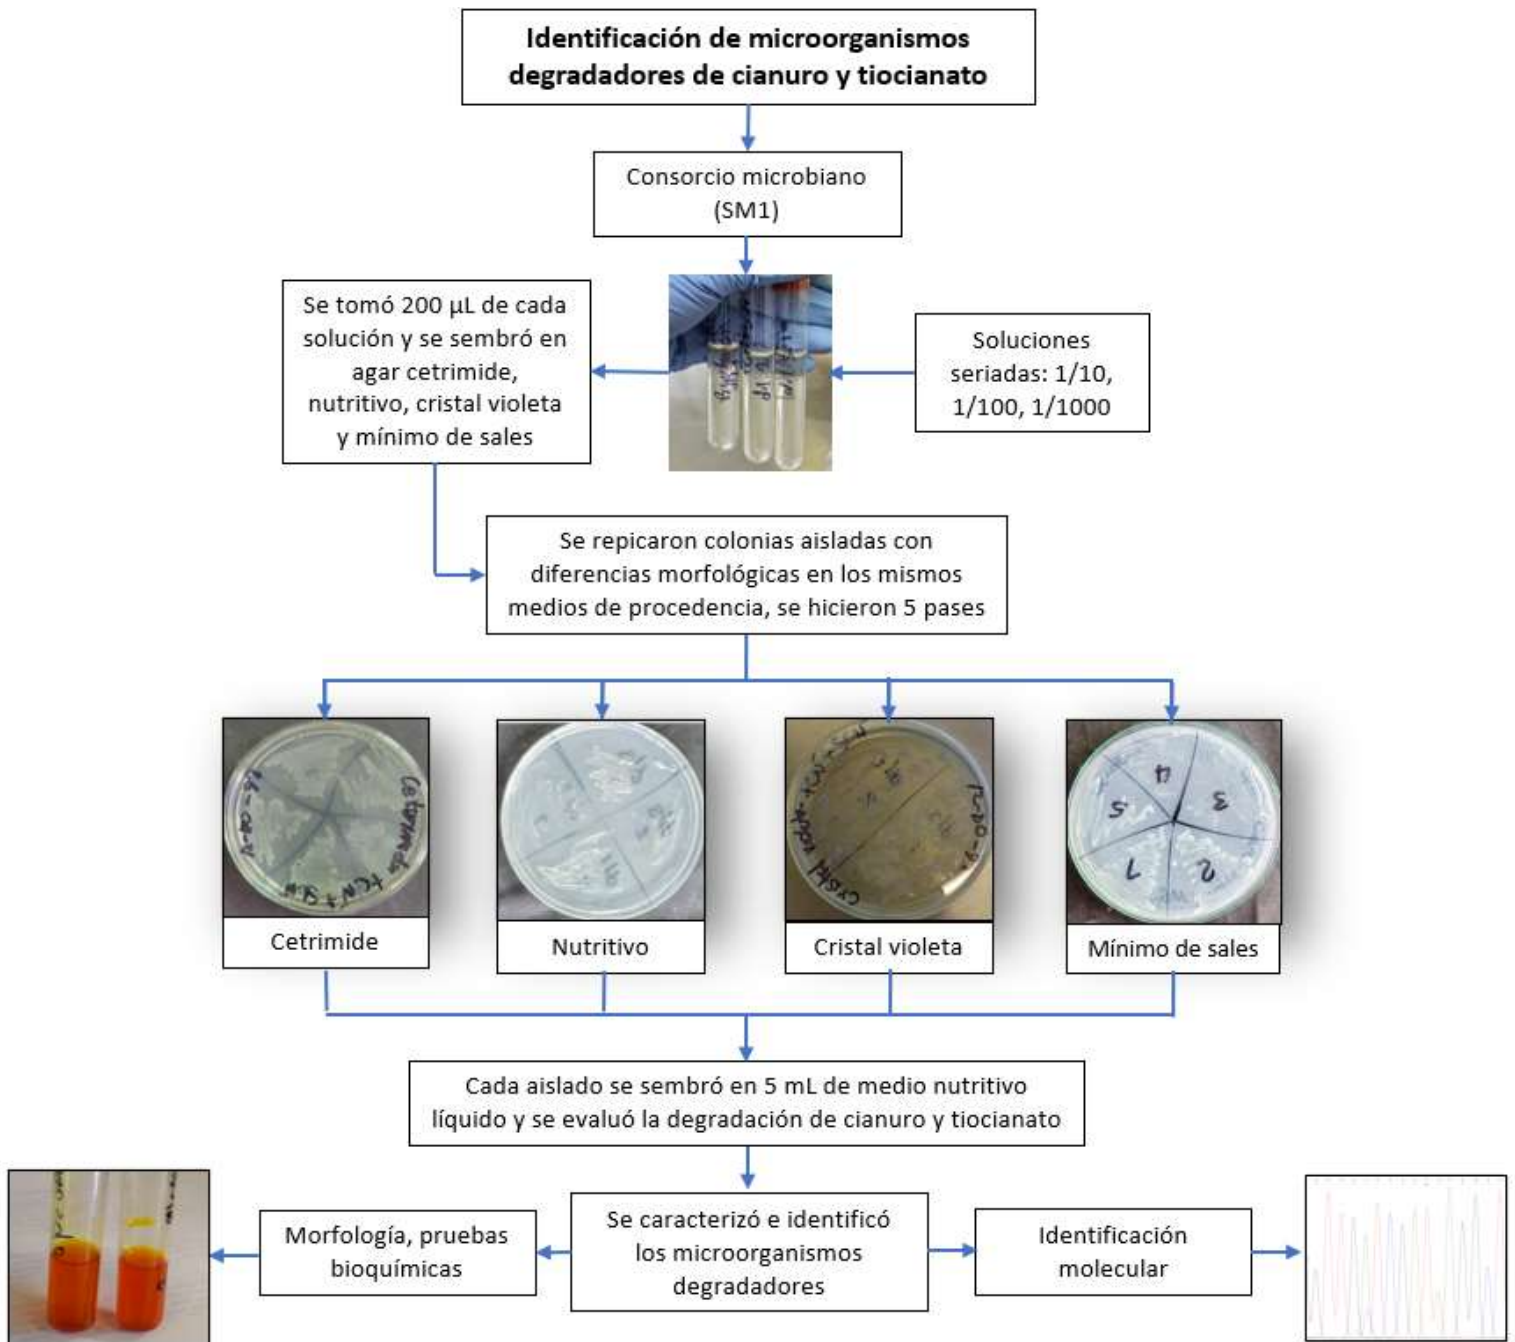 Identificación de microorganismos
degradadores de cianuro y tiocianato
Consorcio microbiano
(SM1)
Se tomó 200 µL de cada
solución y se sembró en
agar cetrimide,
nutritivo, cristal violeta
y mínimo de sales
Soluciones
seriadas: 1/10,
1/100, 1/1000
Se repicaron colonias aisladas con
diferencias morfológicas en los mismos
medios de procedencia, se hicieron 5 pases
4
3
5
1
2
Cetrimide
Nutritivo
Cristal violeta
Mínimo de sales
Cada aislado se sembró en 5 mL de medio nutritivo
líquido y se evaluó la degradación de cianuro y tiocianato
Se caracterizó e identificó
los microorganismos
degradadores
Morfología, pruebas
bioquímicas
Identificación
molecular